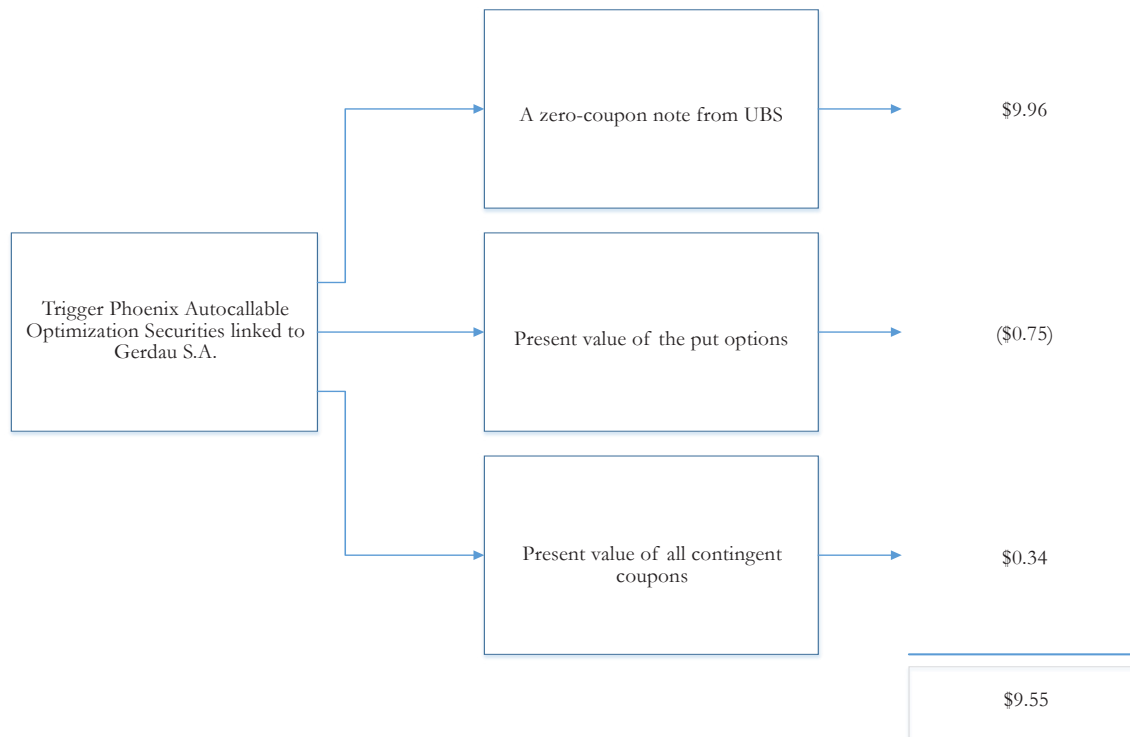 A zero-coupon note from UBS
$9.96
Trigger Phoenix Autocallable
Optimization Securities linked to
Gerdau S.A.
Present value of the put options
($0.75)
Present value of all contingent
coupons
$0.34
$9.55